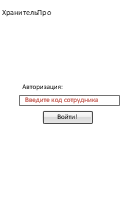 ХранительПро
Авторизация:
Введите код сотрудника
Войти!